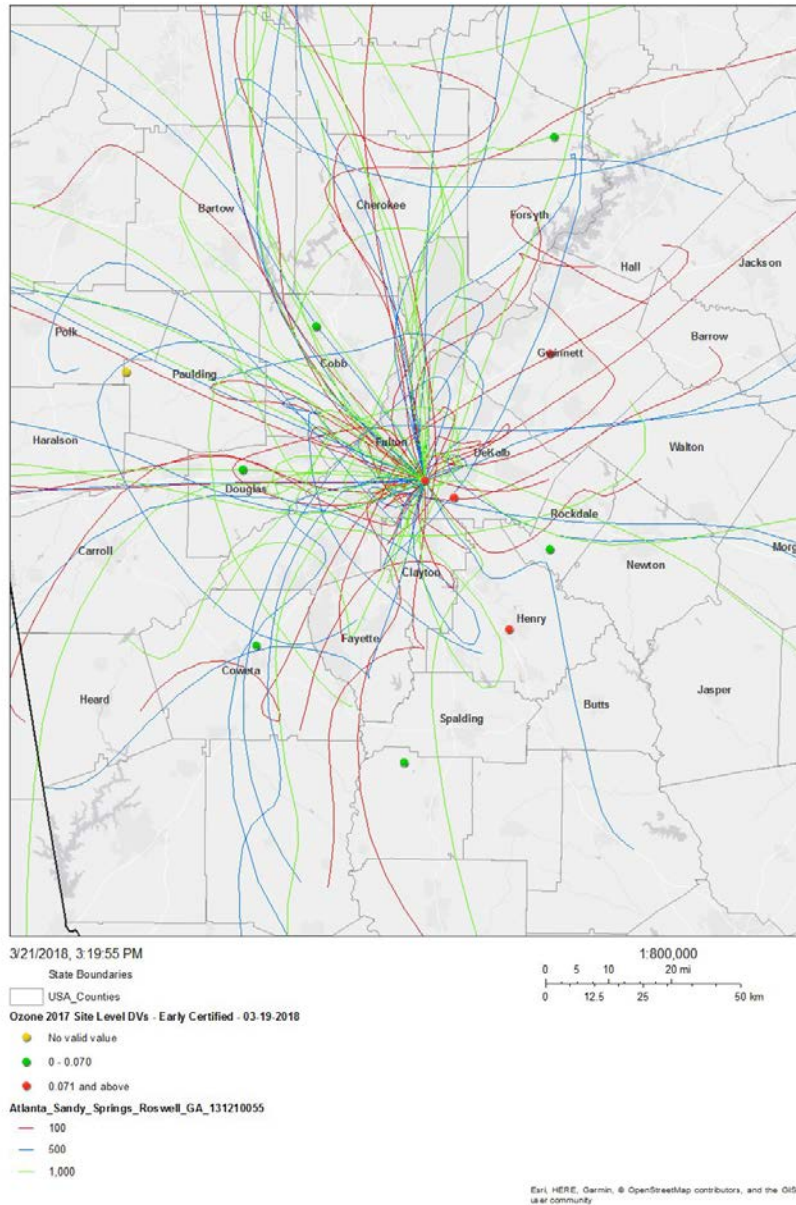 Bartow
Cherokee
Forsyth
Hall
Jackson
Polk
Barrow
Cobb
Gwinnett
Paulding
Haralson
Fulton
DeKalb
Walton
Douglas
Rockdale
Carroll
Clayton
Newton
Morg
Henry
Fayette
Coweta
Heard
Butts
Jasper
Spalding
3/21/2018, 3:19:55 PM
1:800,000
State Boundaries
0 5 10 20 mi
USA_Counties
0 12.5 25 50 km
Ozone 2017 Site Level DVs - Early Certified - 03-19-2018
No valid value
0 - 0.070
0.071 and above
Atlanta_Sandy_Springs_Roswell_GA_131210055
100
500
1,000
Esri, HERE, Garmin, © OpenStreetMap contributors, and the GIS
user community